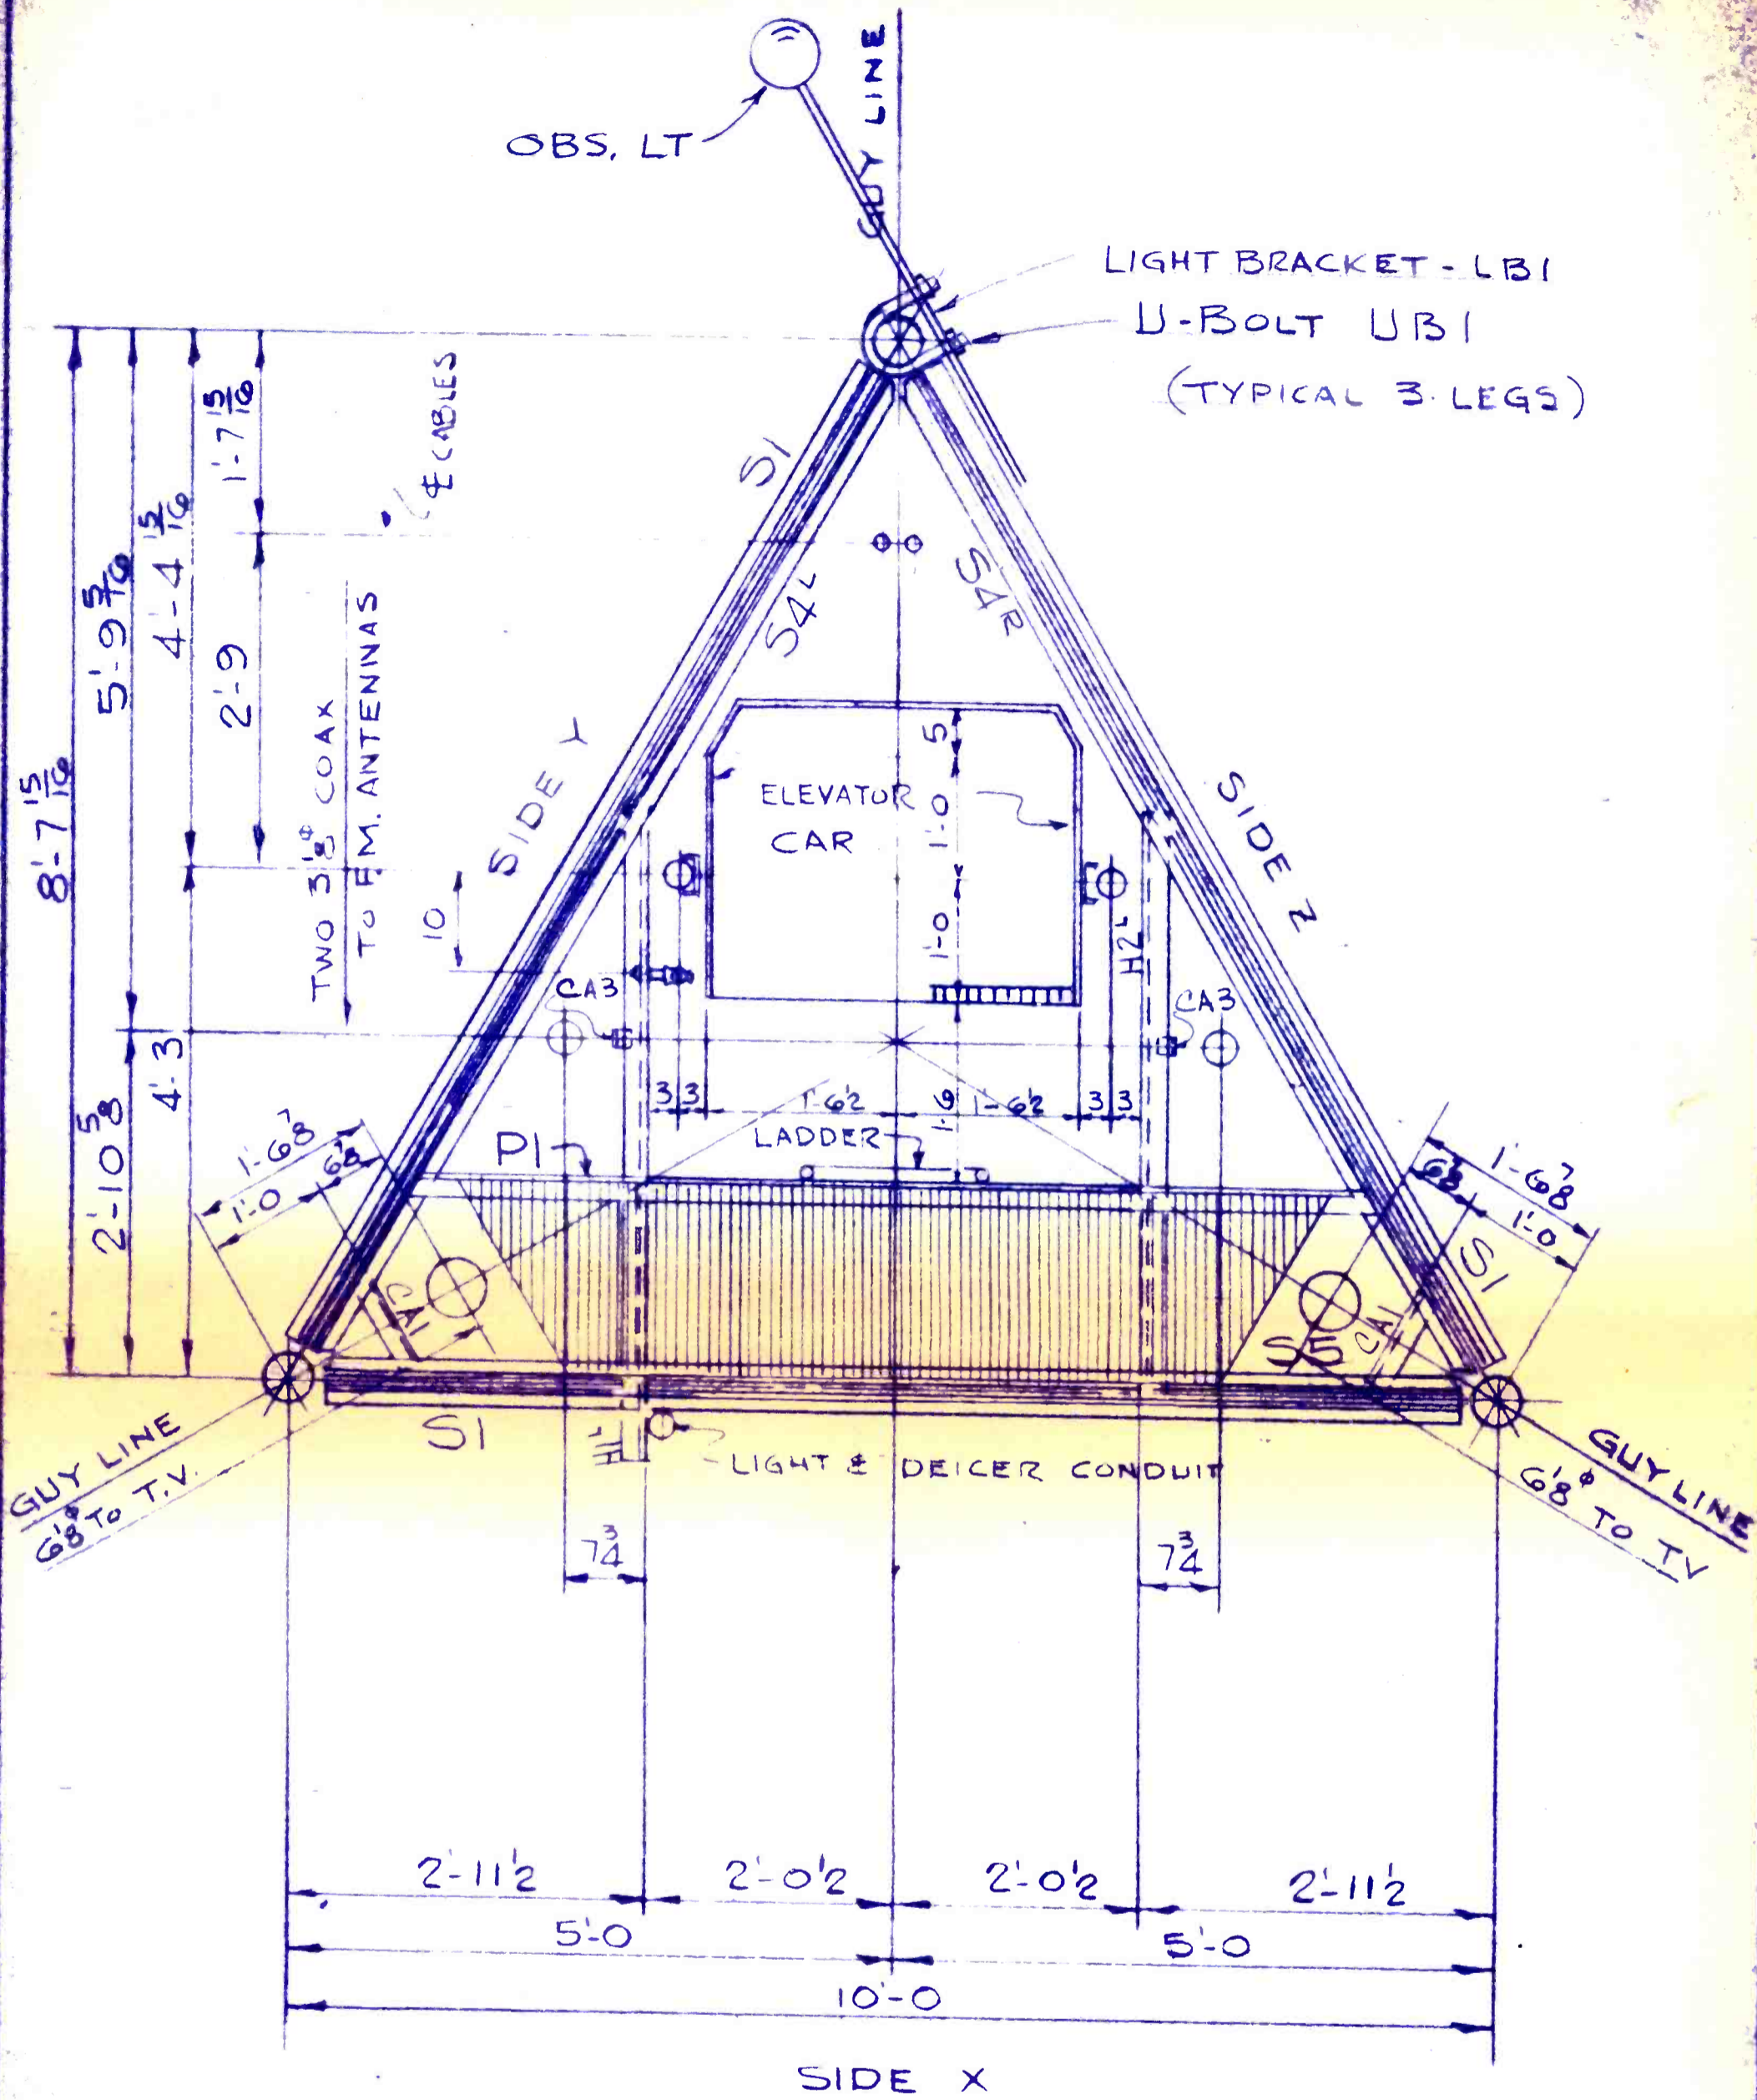 GUY LINE
OBS. LT
LIGHT BRACKET - LB1
U-BOLT UB1
(TYPICAL 3 LEGS)
1'-7 15/16
℄ CABLES
S1
4'-4 15/16
5'-9 5/16
S4L
S4R
2'-9
8'-7 15/16
TWO 3 1/8 φ COAX
TO F.M. ANTENNAS
SIDE Y
SIDE Z
5
ELEVATOR
CAR
1'-0
1'-0
10
H2L
CA3
CA3
4'-3
2'-10 5/8
3 3
1'-6 1/2
1'-6
1'-6 1/2
3 3
LADDER
P1
1'-6 7/8
6 7/8
1'-0
1'-6 7/8
6 7/8
1'-0
CA1
CA1
S1
S5
S1
LIGHT & DEICER CONDUIT
GUY LINE
6 1/8 φ TO T.V.
GUY LINE
6 1/8 φ TO TV
7 3/4
7 3/4
2'-11 1/2
2'-0 1/2
2'-0 1/2
2'-11 1/2
5'-0
5'-0
10'-0
SIDE X